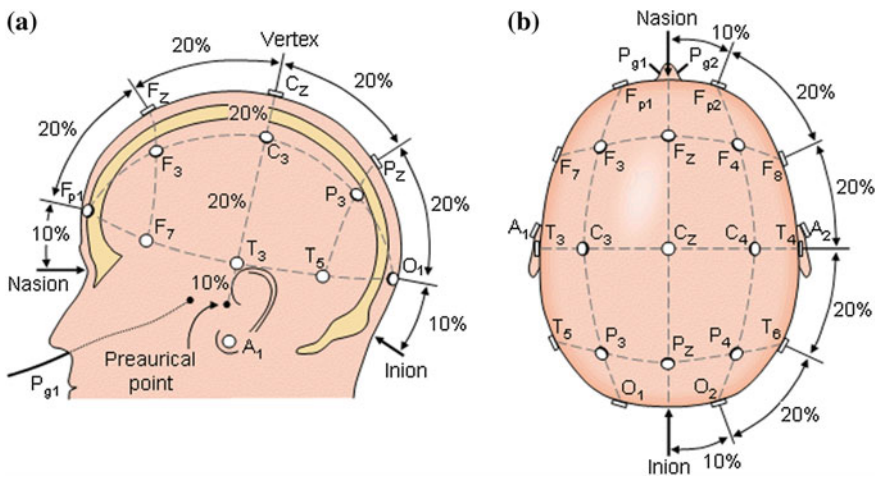 (a)
20%
Vertex
Fz
Cz
20%
20%
20%
Fp1
F3
C3
Pz
P3
20%
20%
10%
F7
T3
T5
O1
Nasion
10%
10%
Preaurical
point
A1
Inion
Pg1
(b)
Nasion
10%
Pg1
Pg2
Fp1
Fp2
20%
F7
F3
Fz
F4
F8
20%
A1
T3
C3
Cz
C4
T4
A2
20%
T5
P3
Pz
P4
T6
O1
O2
20%
10%
Inion